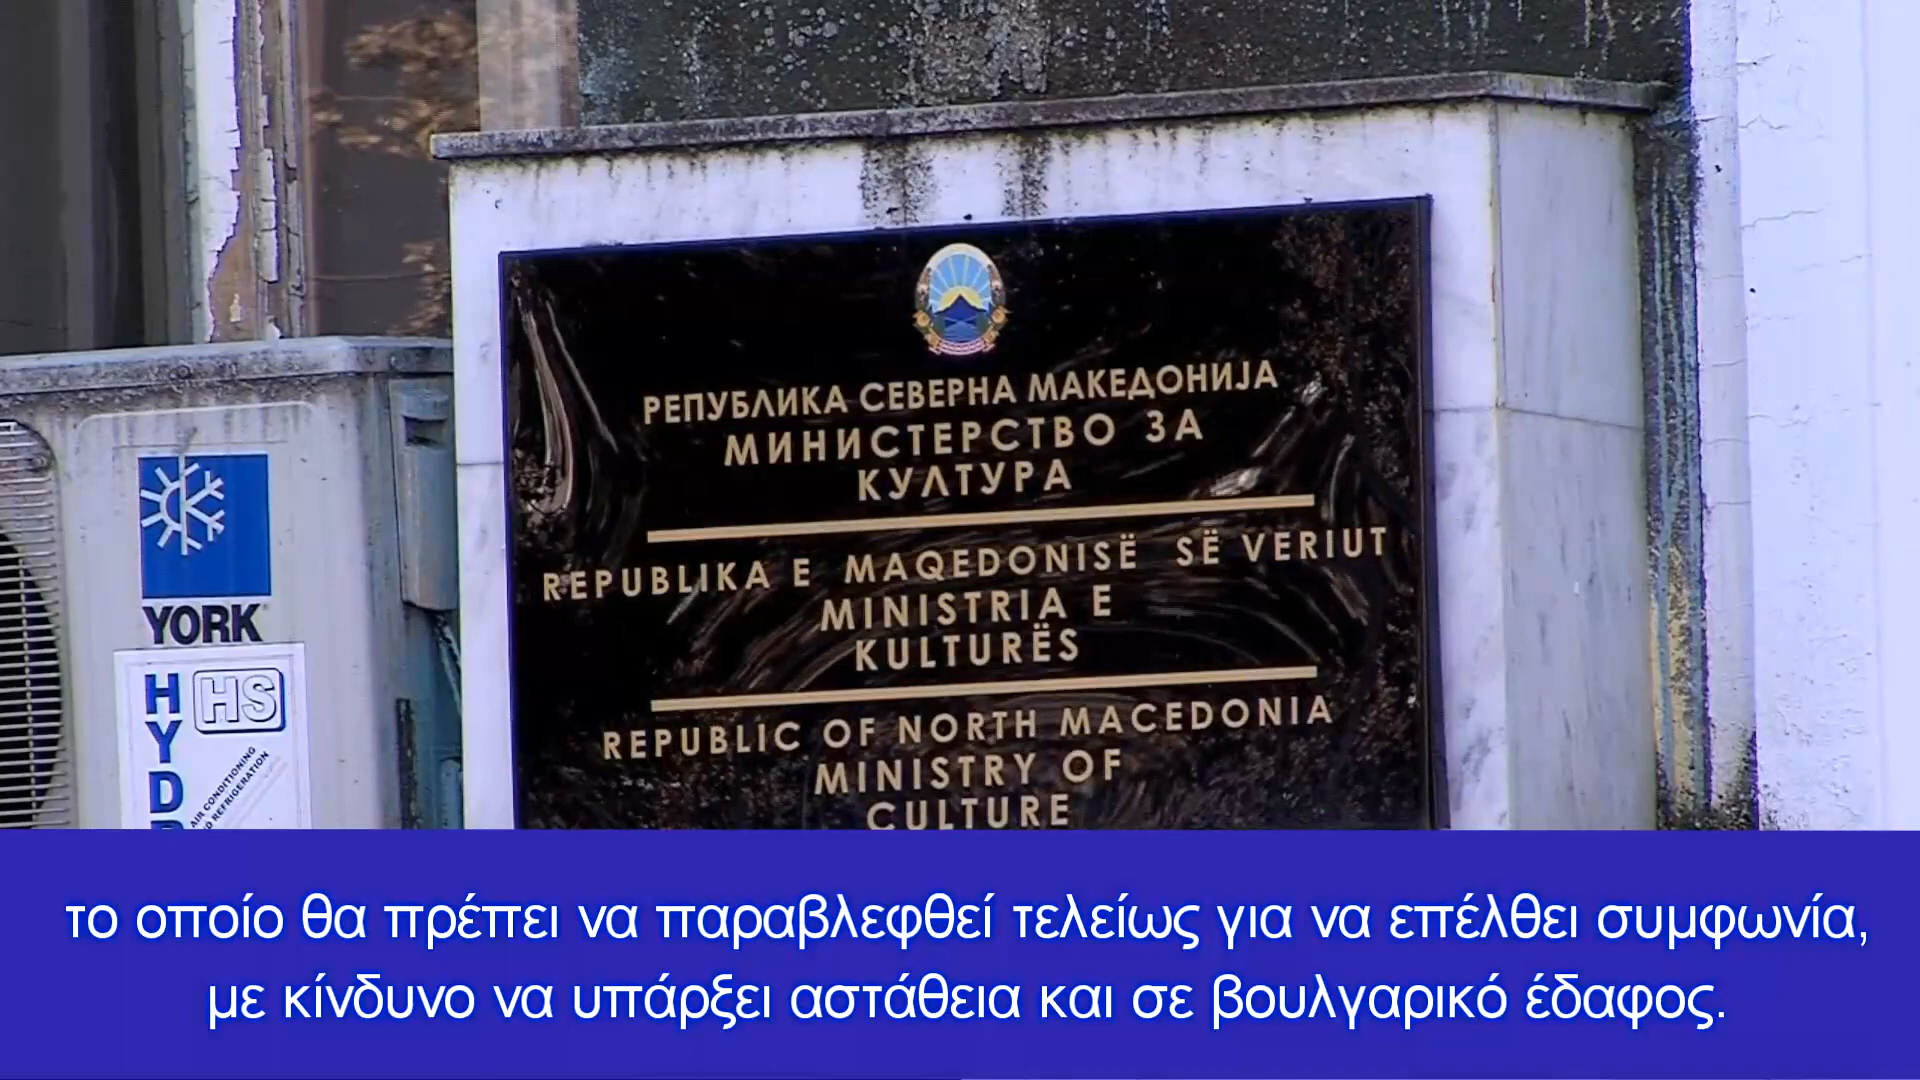 РЕПУБЛИКА СЕВЕРНА МАКЕДОНИЈА
МИНИСТЕРСТВО ЗА
КУЛТУРА
REPUBLIKA E MAQEDONISË SË VERIUT
MINISTRIA E
KULTURËS
REPUBLIC OF NORTH MACEDONIA
MINISTRY OF
CULTURE
YORK
HS
AIR CONDITIONING
REFRIGERATION
το οποίο θα πρέπει να παραβλεφθεί τελείως για να επέλθει συμφωνία,
με κίνδυνο να υπάρξει αστάθεια και σε βουλγαρικό έδαφος.